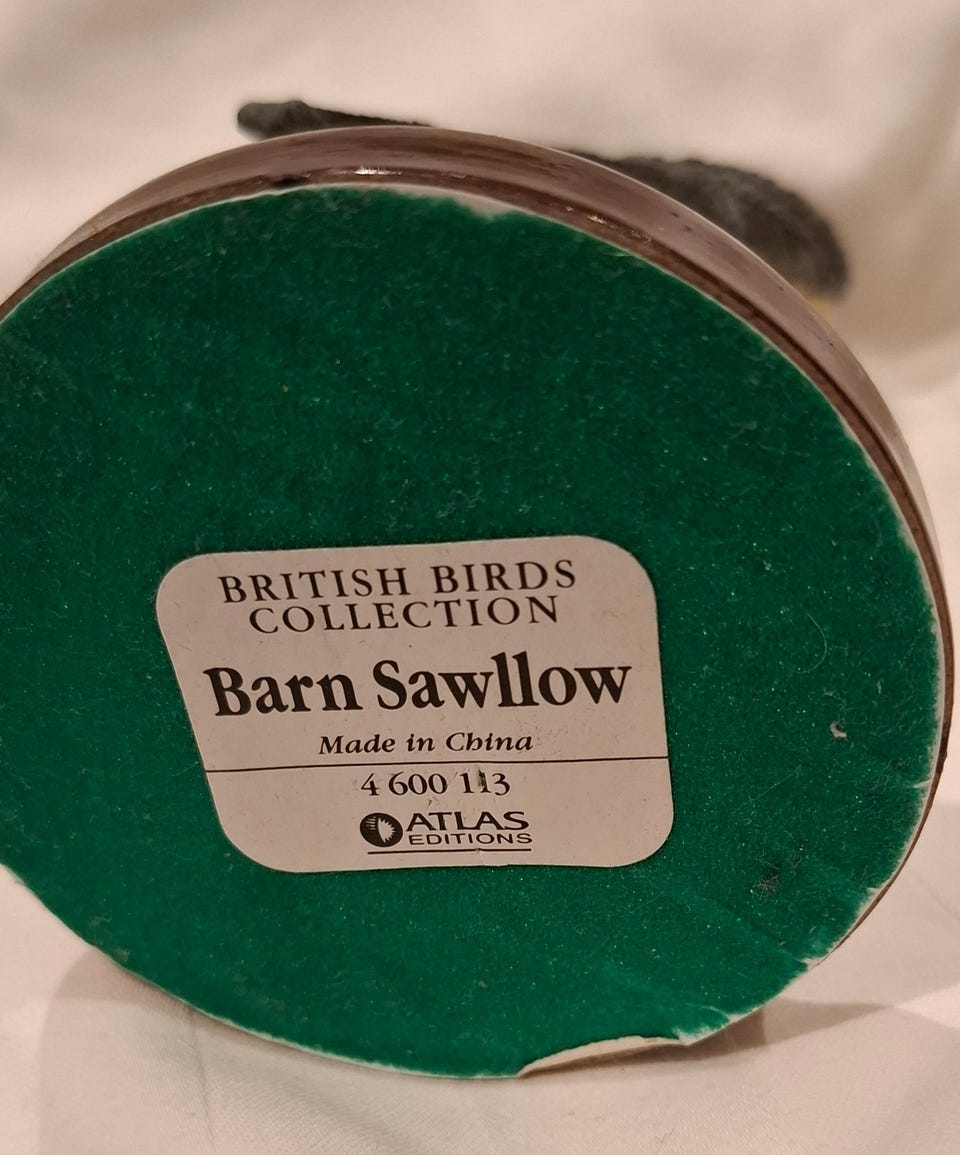 BRITISH BIRDS
COLLECTION
Barn Sawllow
Made in China
4 600 113
ATLAS
EDITIONS